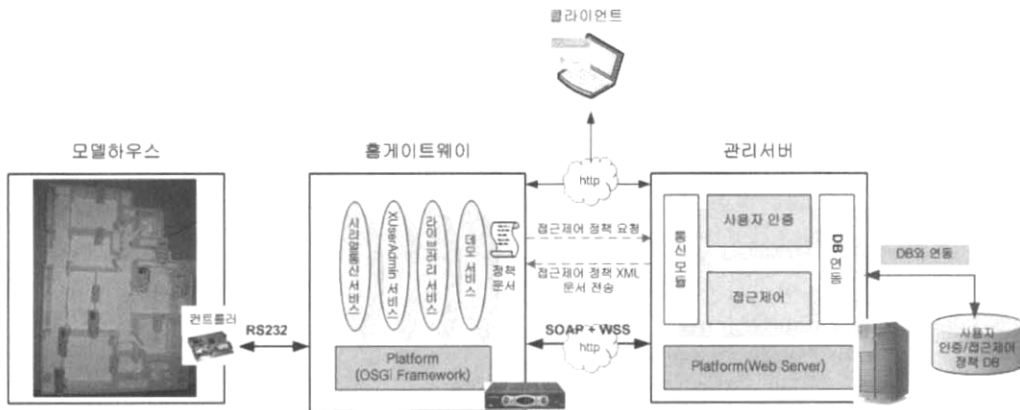 클라이언트
모델하우스
홈게이트웨이
관리서버
http
시리얼통신 서비스
XUserAdmin 서비스
라이브러리 서비스
데모 서비스
정책
문서
접근제어 정책 요청
접근제어 정책 XML
문서 전송
통신 모듈
사용자 인증
접근제어
DB 연동
DB와 연동
컨트롤러
RS232
SOAP + WSS
http
Platform
(OSGi Framework)
Platform(Web Server)
사용자
인증/접근제어
정책 DB